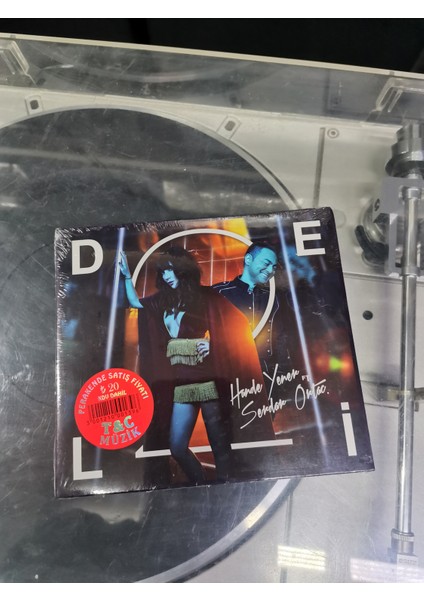 D E
Hande Yener
Serdar Ortaç.
L İ
PERAKENDE SATIŞ FİYATI
₺ 20
KDV DAHİL
T&C
MÜZİK